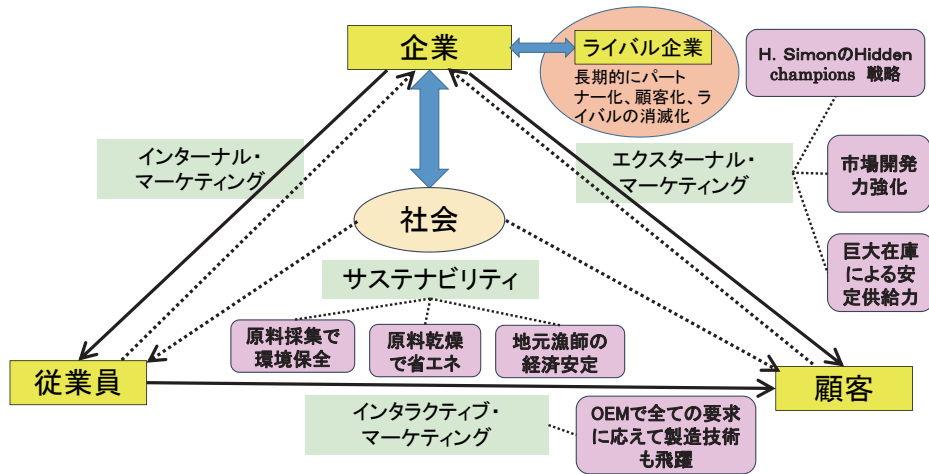 企業
ライバル企業
長期的にパート
ナー化、顧客化、ラ
イバルの消滅化
H. SimonのHidden
champions 戦略
インターナル・
マーケティング
エクスターナル・
マーケティング
市場開発
力強化
社会
巨大在庫
による安
定供給力
サステナビリティ
原料採集で
環境保全
原料乾燥
で省エネ
地元漁師の
経済安定
従業員
顧客
インタラクティブ・
マーケティング
OEMで全ての要求
に応えて製造技術
も飛躍